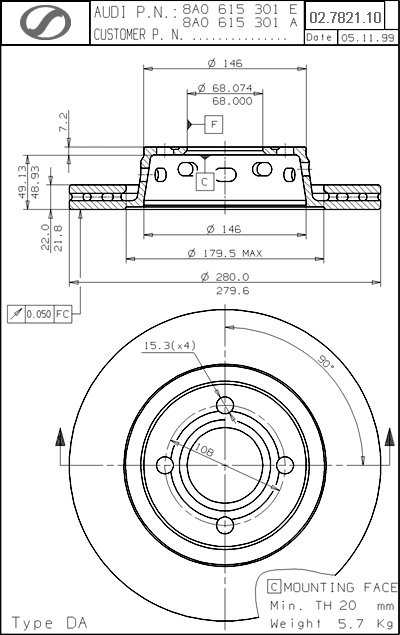 AUDI P.N.: 8A0 615 301 E
8A0 615 301 A
CUSTOMER P. N. ...............
02.7821.10
Date 05.11.99
Ø 146
Ø 68.074
68.000
F
7.2
49.13
48.93
C
22.0
21.8
Ø 146
Ø 179.5 MAX
Ø 280.0
279.6
0.050 FC
15.3(x4)
90°
108
C MOUNTING FACE
Min. TH 20 mm
Weight 5.7 Kg
Type DA